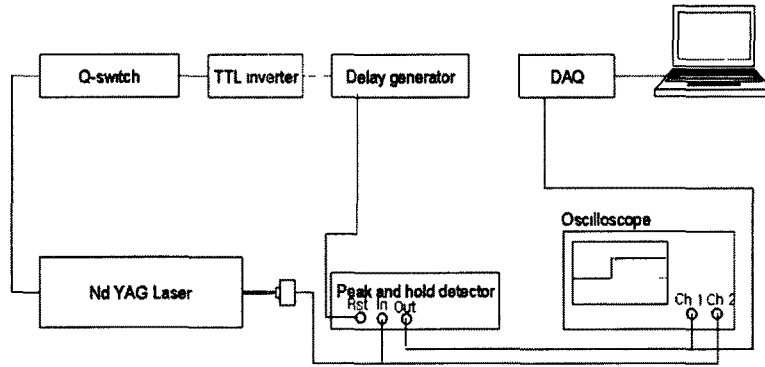 Q-switch
TTL inverter
Delay generator
DAQ
Oscilloscope
Nd YAG Laser
Peak and hold detector
Rst In Out
Ch 1 Ch 2